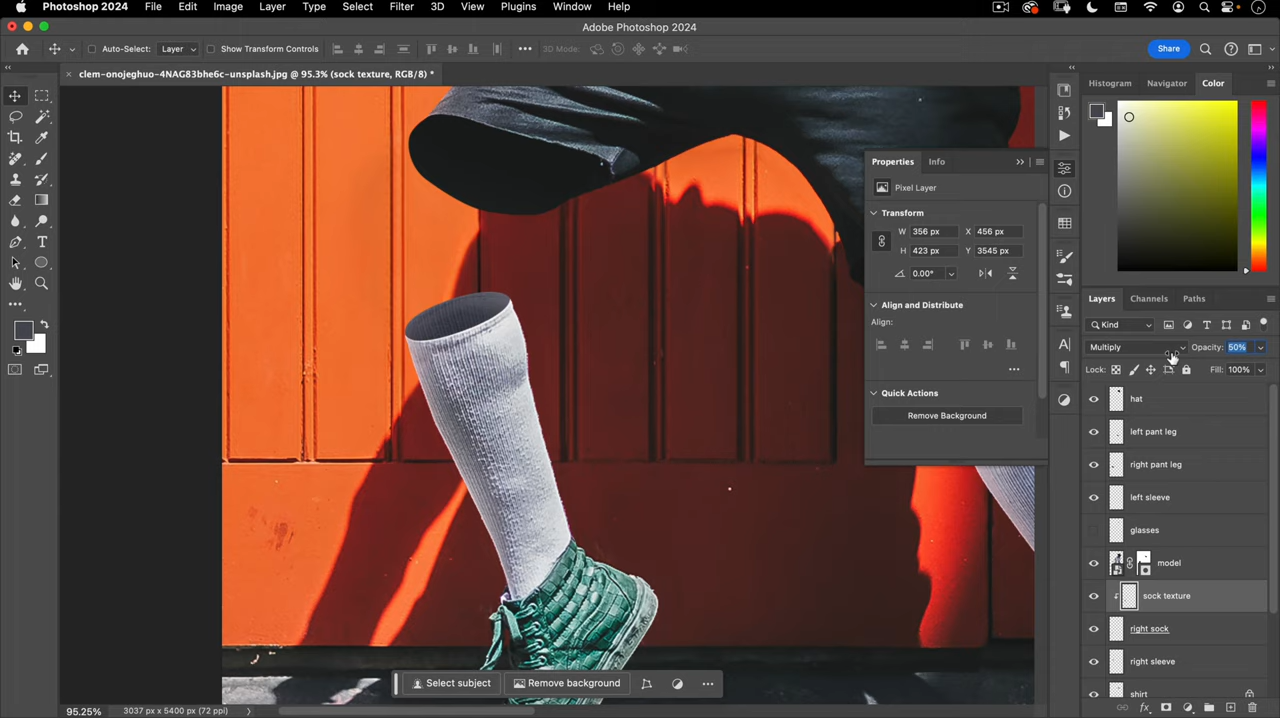 Photoshop 2024 File Edit Image Layer Type Select Filter 3D View Plugins Window Help
Adobe Photoshop 2024
Auto-Select: Layer Show Transform Controls 3D Mode: Share
clem-onojeghuo-4NAG83bhe6c-unsplash.jpg @ 95.3% (sock texture, RGB/8) *
Histogram Navigator Color
Properties Info
Pixel Layer
Transform
W 356 px X 456 px
H 423 px Y 3545 px
0.00°
Align and Distribute
Align:
Quick Actions
Remove Background
Layers Channels Paths
Kind
Multiply Opacity: 50%
Lock: Fill: 100%
hat
left pant leg
right pant leg
left sleeve
glasses
model
sock texture
right sock
right sleeve
shirt
Select subject Remove background
95.25% 3037 px x 5400 px (72 ppi)